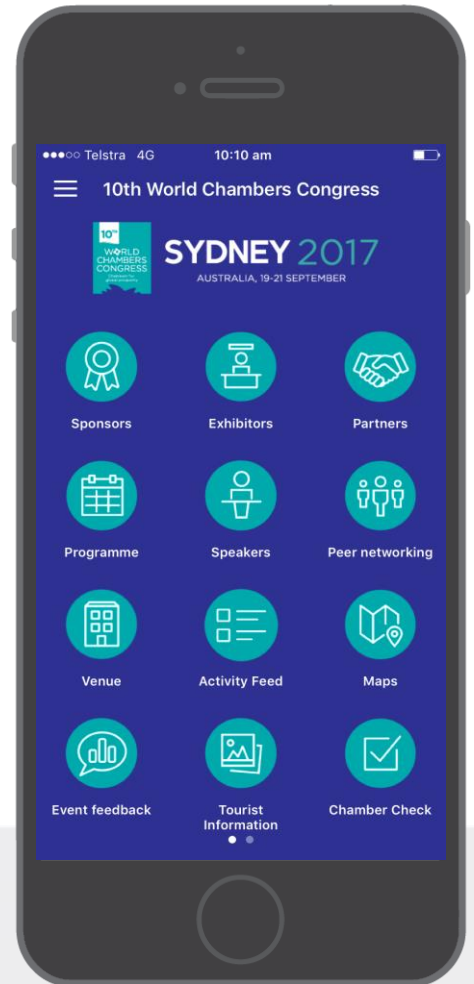 Telstra 4G 10:10 am
10th World Chambers Congress
10TH
WORLD
CHAMBERS
CONGRESS
SYDNEY 2017
AUSTRALIA, 19-21 SEPTEMBER
Sponsors Exhibitors Partners
Programme Speakers Peer networking
Venue Activity Feed Maps
Event feedback Tourist Information Chamber Check